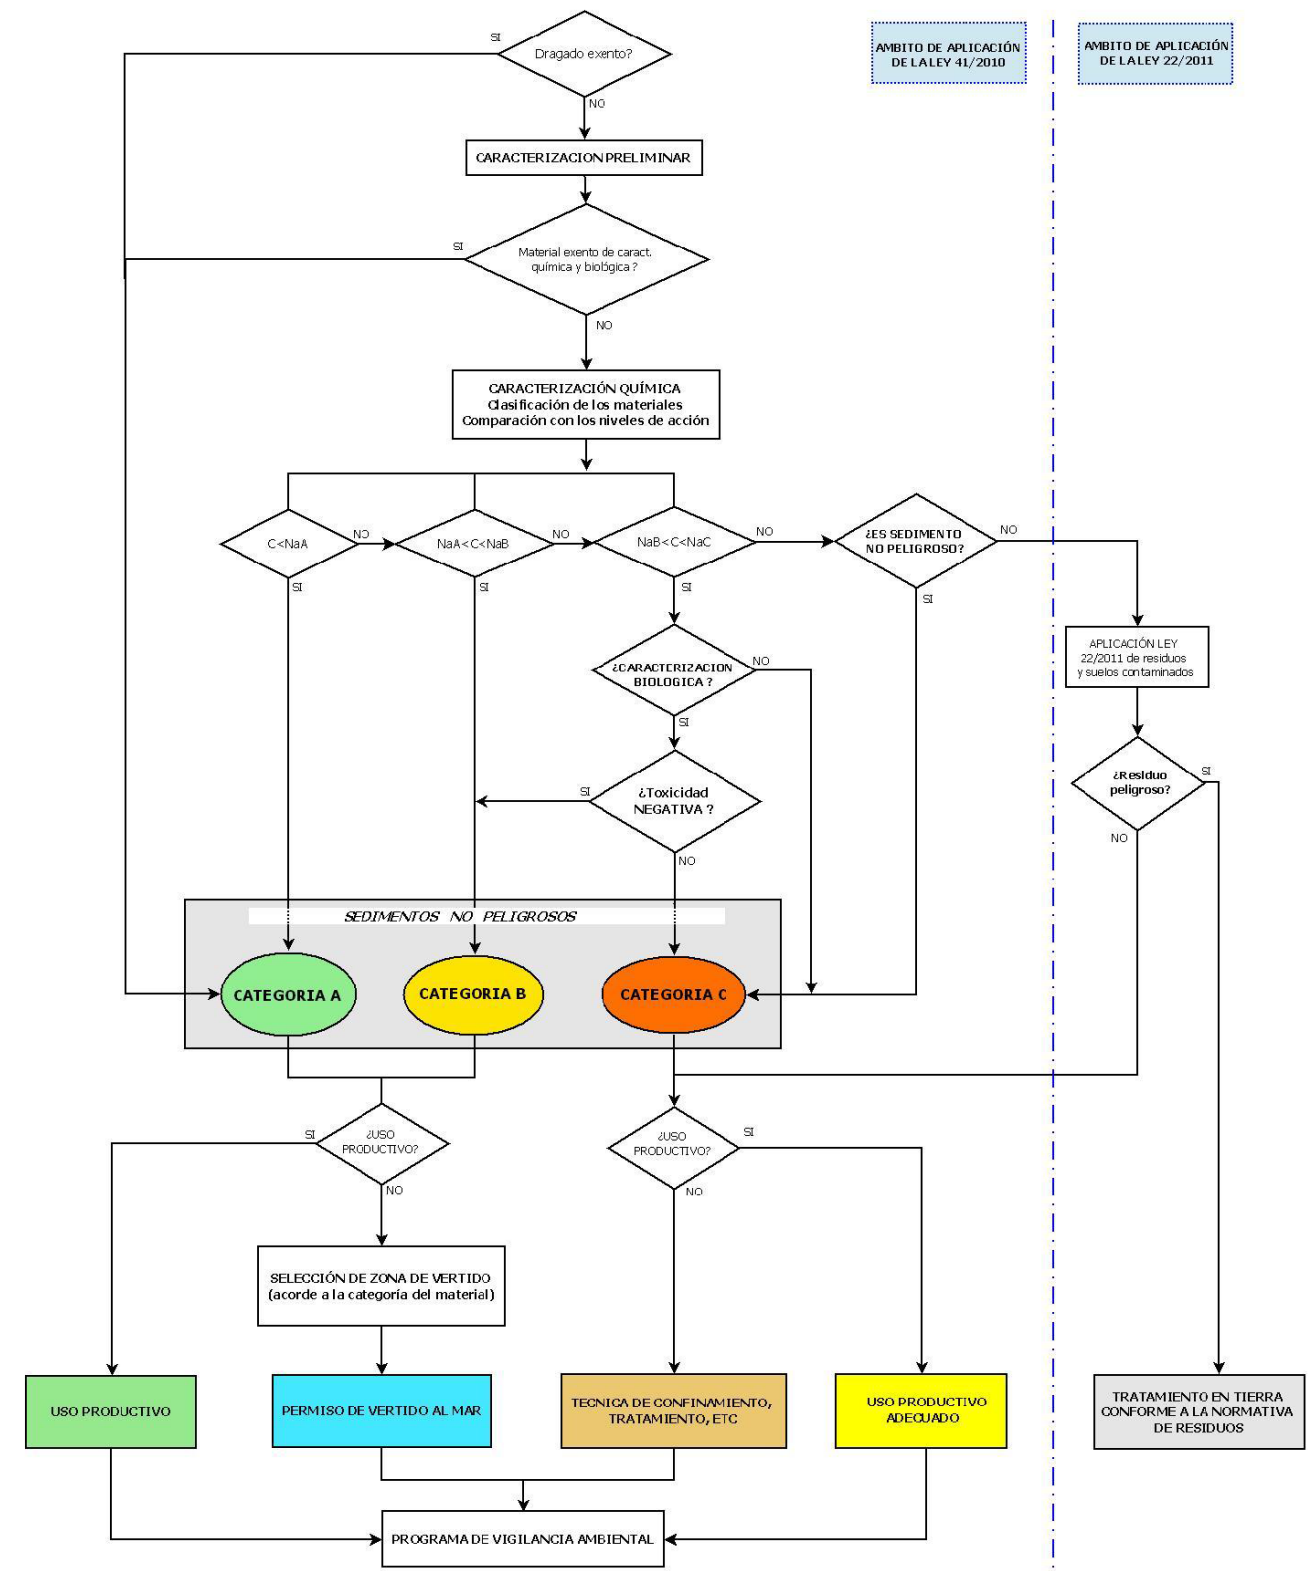 SI
Dragado exento?
AMBITO DE APLICACIÓN
DE LA LEY 41/2010
AMBITO DE APLICACIÓN
DE LA LEY 22/2011
NO
CARACTERIZACION PRELIMINAR
SI
Material exento de caract.
química y biológica ?
NO
CARACTERIZACIÓN QUÍMICA
Clasificación de los materiales
Comparación con los niveles de acción
C<NaA
NO
NaA<C<NaB
NO
NaB<C<NaC
NO
¿ES SEDIMENTO
NO PELIGROSO?
NO
SI
SI
SI
SI
¿CARACTERIZACION
BIOLOGICA ?
NO
APLICACIÓN LEY
22/2011 de residuos
y suelos contaminados
SI
SI
¿Toxicidad
NEGATIVA ?
¿Residuo
peligroso?
SI
NO
NO
SEDIMENTOS NO PELIGROSOS
CATEGORIA A
CATEGORIA B
CATEGORIA C
SI
¿USO
PRODUCTIVO?
¿USO
PRODUCTIVO?
SI
NO
NO
SELECCIÓN DE ZONA DE VERTIDO
(acorde a la categoría del material)
USO PRODUCTIVO
PERMISO DE VERTIDO AL MAR
TECNICA DE CONFINAMIENTO,
TRATAMIENTO, ETC
USO PRODUCTIVO
ADECUADO
TRATAMIENTO EN TIERRA
CONFORME A LA NORMATIVA
DE RESIDUOS
PROGRAMA DE VIGILANCIA AMBIENTAL